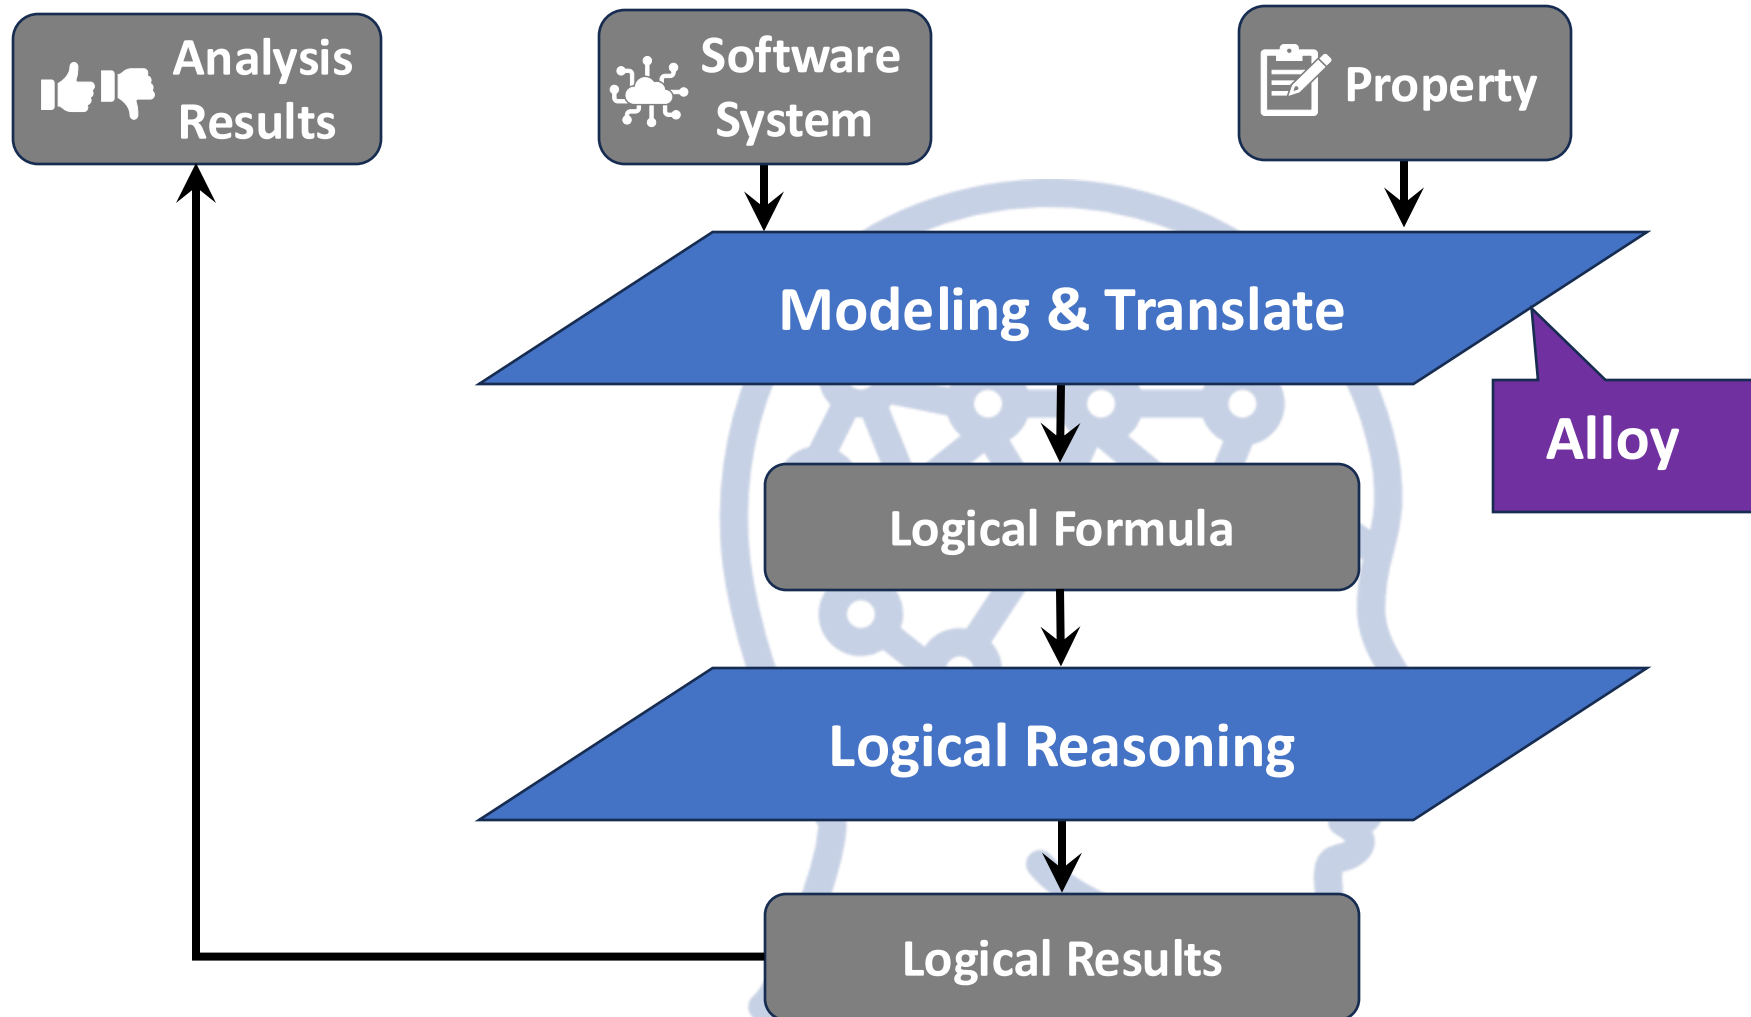 Analysis
Results
Software
System
Property
Modeling & Translate
Alloy
Logical Formula
Logical Reasoning
Logical Results